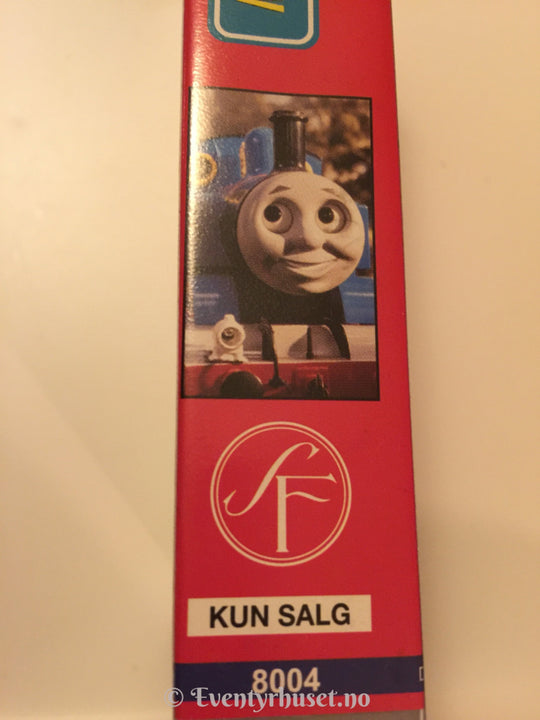 SF
KUN SALG
8004
© Eventyrhuset.no